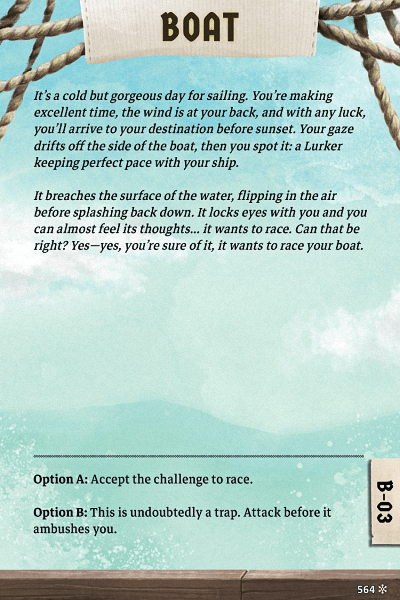 BOAT
It's a cold but gorgeous day for sailing. You're making
excellent time, the wind is at your back, and with any luck,
you'll arrive to your destination before sunset. Your gaze
drifts off the side of the boat, then you spot it: a Lurker
keeping perfect pace with your ship.
It breaches the surface of the water, flipping in the air
before splashing back down. It locks eyes with you and you
can almost feel its thoughts... it wants to race. Can that be
right? Yes—yes, you're sure of it, it wants to race your boat.
Option A: Accept the challenge to race.
Option B: This is undoubtedly a trap. Attack before it
ambushes you.
B-03
564